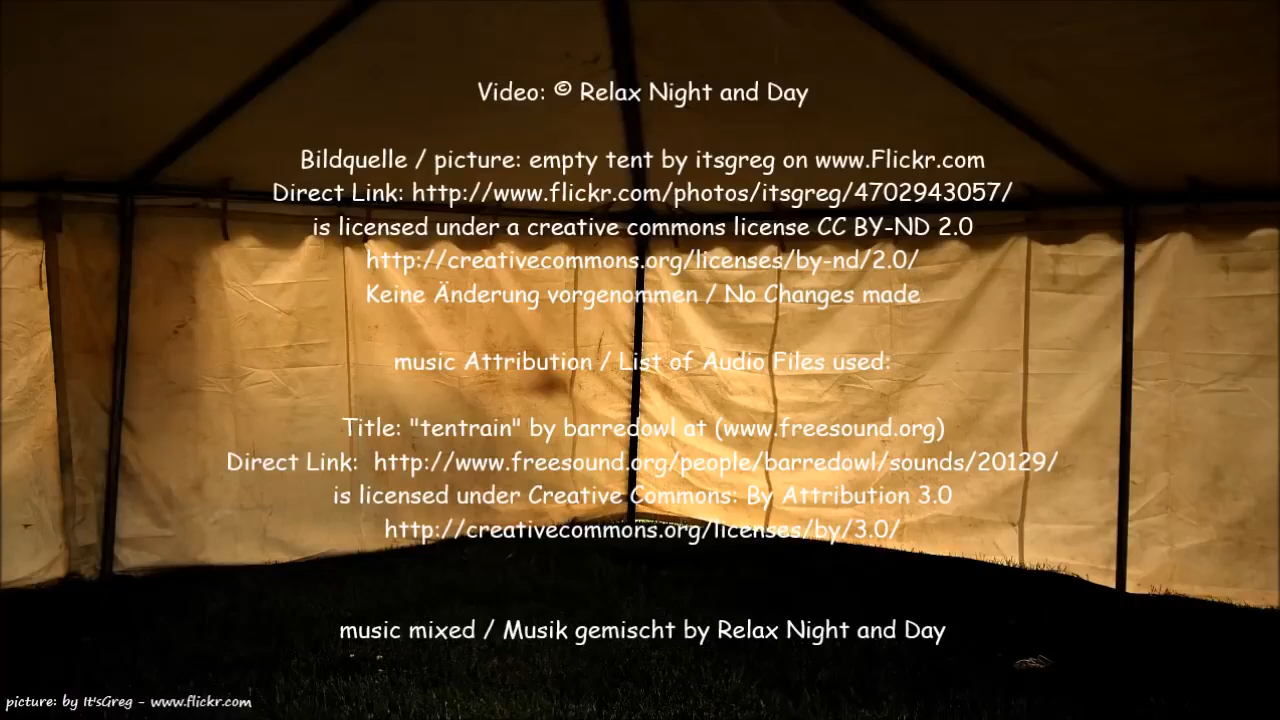 Video: © Relax Night and Day
Bildquelle / picture: empty tent by itsgreg on www.Flickr.com
Direct Link: http://www.flickr.com/photos/itsgreg/4702943057/
is licensed under a creative commons license CC BY-ND 2.0
http://creativecommons.org/licenses/by-nd/2.0/
Keine Änderung vorgenommen / No Changes made
music Attribution / List of Audio Files used:
Title: "tentrain" by barredowl at (www.freesound.org)
Direct Link:  http://www.freesound.org/people/barredowl/sounds/20129/
is licensed under Creative Commons: By Attribution 3.0
http://creativecommons.org/licenses/by/3.0/
music mixed / Musik gemischt by Relax Night and Day
picture: by It'sGreg - www.flickr.com